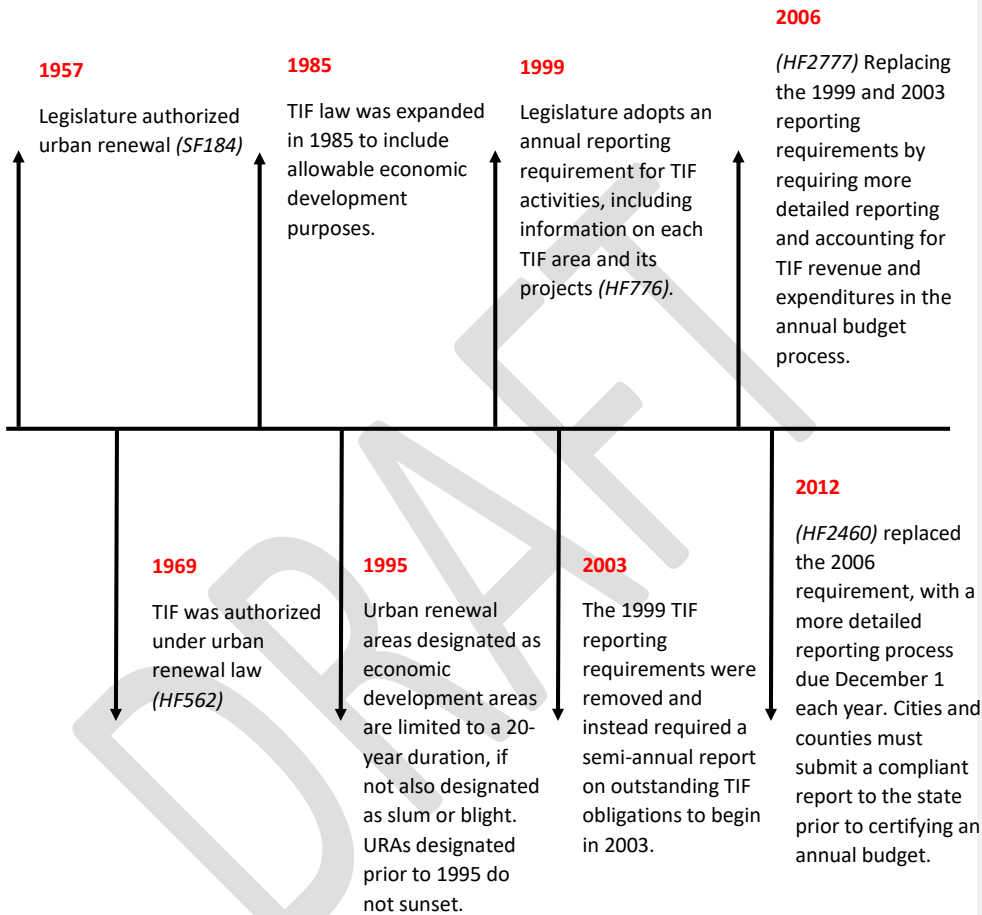 1957
Legislature authorized
urban renewal (SF184)
1985
TIF law was expanded
in 1985 to include
allowable economic
development
purposes.
1999
Legislature adopts an
annual reporting
requirement for TIF
activities, including
information on each
TIF area and its
projects (HF776).
2006
(HF2777) Replacing
the 1999 and 2003
reporting
requirements by
requiring more
detailed reporting
and accounting for
TIF revenue and
expenditures in the
annual budget
process.
1969
TIF was authorized
under urban
renewal law
(HF562)
1995
Urban renewal
areas designated as
economic
development areas
are limited to a 20-
year duration, if
not also designated
as slum or blight.
URAs designated
prior to 1995 do
not sunset.
2003
The 1999 TIF
reporting
requirements were
removed and
instead required a
semi-annual report
on outstanding TIF
obligations to begin
in 2003.
2012
(HF2460) replaced
the 2006
requirement, with a
more detailed
reporting process
due December 1
each year. Cities and
counties must
submit a compliant
report to the state
prior to certifying an
annual budget.
DRAFT